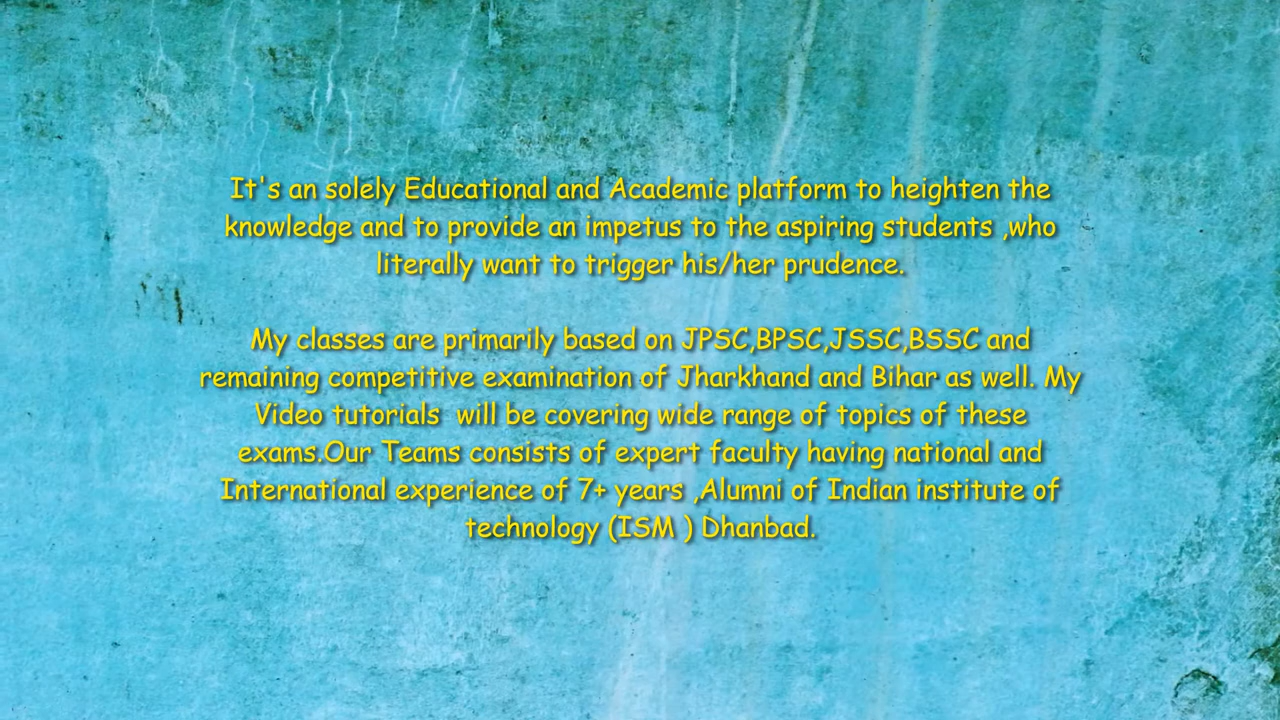 It's an solely Educational and Academic platform to heighten the
knowledge and to provide an impetus to the aspiring students ,who
literally want to trigger his/her prudence.
My classes are primarily based on JPSC,BPSC,JSSC,BSSC and
remaining competitive examination of Jharkhand and Bihar as well. My
Video tutorials  will be covering wide range of topics of these
exams.Our Teams consists of expert faculty having national and
International experience of 7+ years ,Alumni of Indian institute of
technology (ISM ) Dhanbad.